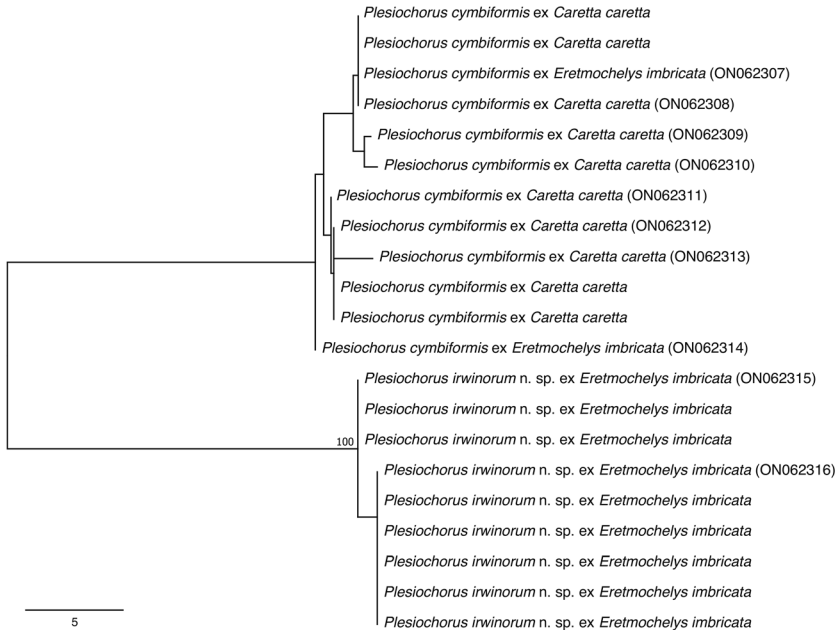 Plesiochorus cymbiformis ex Caretta caretta
Plesiochorus cymbiformis ex Caretta caretta
Plesiochorus cymbiformis ex Eretmochelys imbricata (ON062307)
Plesiochorus cymbiformis ex Caretta caretta (ON062308)
Plesiochorus cymbiformis ex Caretta caretta (ON062309)
Plesiochorus cymbiformis ex Caretta caretta (ON062310)
Plesiochorus cymbiformis ex Caretta caretta (ON062311)
Plesiochorus cymbiformis ex Caretta caretta (ON062312)
Plesiochorus cymbiformis ex Caretta caretta (ON062313)
Plesiochorus cymbiformis ex Caretta caretta
Plesiochorus cymbiformis ex Caretta caretta
Plesiochorus cymbiformis ex Eretmochelys imbricata (ON062314)
Plesiochorus irwinorum n. sp. ex Eretmochelys imbricata (ON062315)
Plesiochorus irwinorum n. sp. ex Eretmochelys imbricata
Plesiochorus irwinorum n. sp. ex Eretmochelys imbricata
100
Plesiochorus irwinorum n. sp. ex Eretmochelys imbricata (ON062316)
Plesiochorus irwinorum n. sp. ex Eretmochelys imbricata
Plesiochorus irwinorum n. sp. ex Eretmochelys imbricata
Plesiochorus irwinorum n. sp. ex Eretmochelys imbricata
Plesiochorus irwinorum n. sp. ex Eretmochelys imbricata
Plesiochorus irwinorum n. sp. ex Eretmochelys imbricata
5